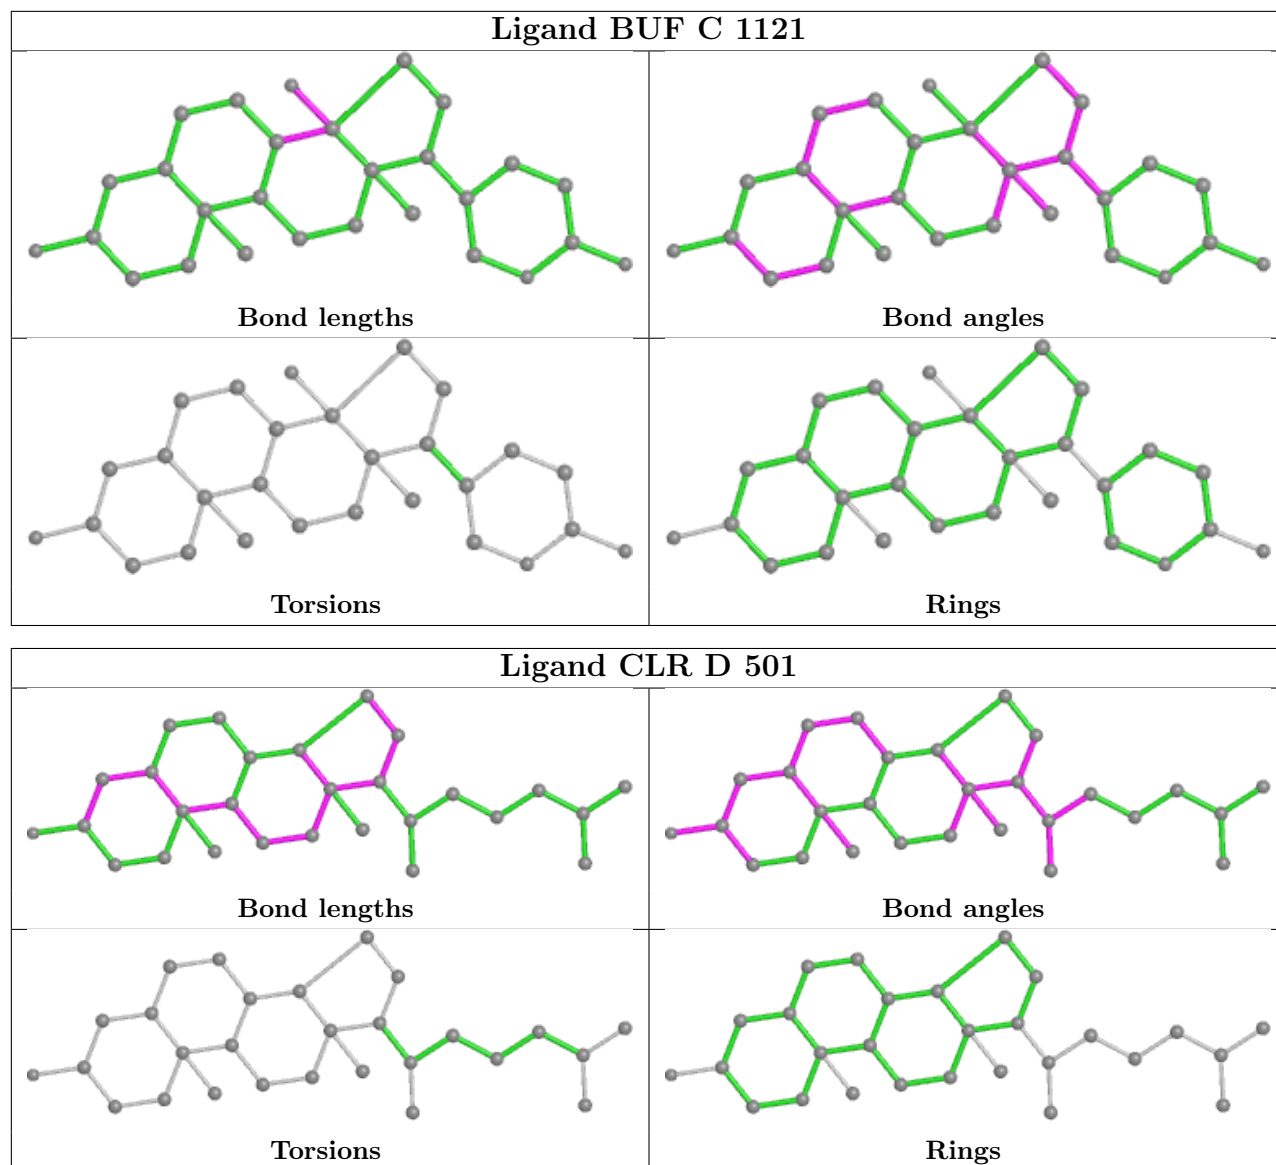 Ligand BUF C 1121
Bond lengths
Bond angles
Torsions
Rings
Ligand CLR D 501
Bond lengths
Bond angles
Torsions
Rings